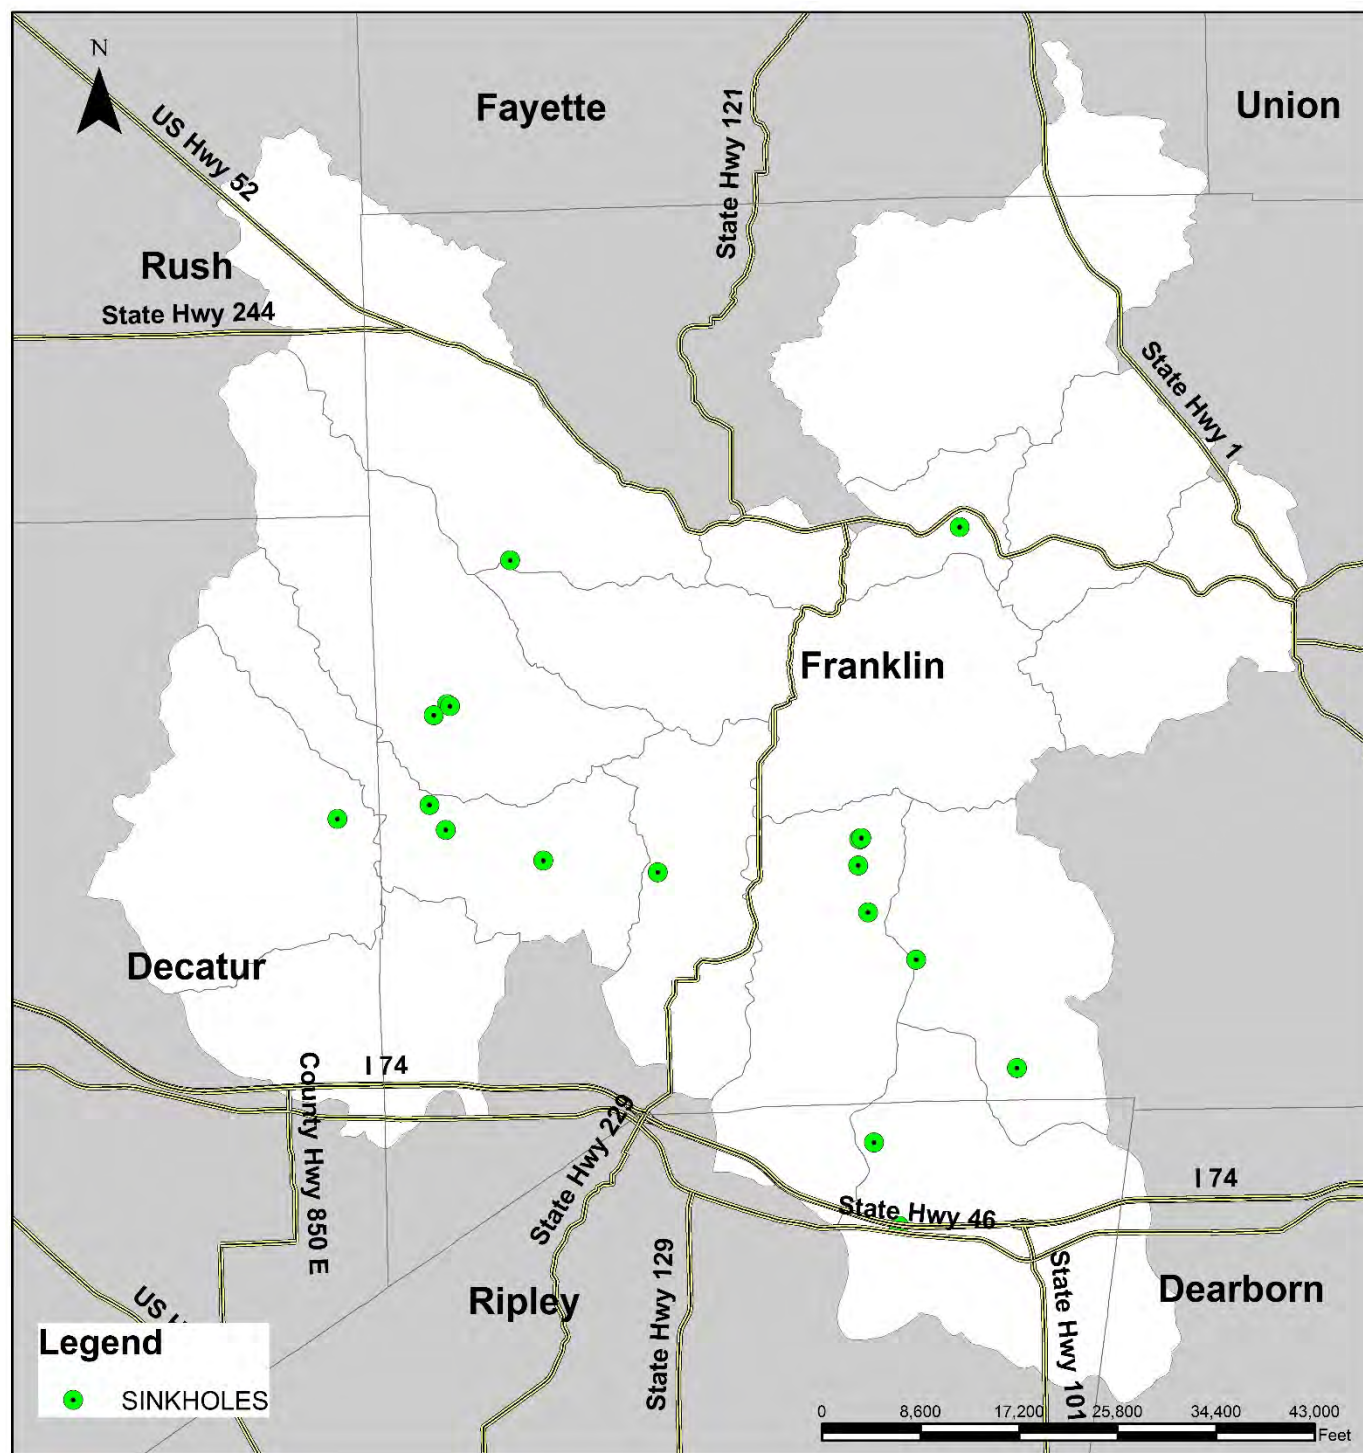 N
Fayette
Union
State Hwy 121
US Hwy 52
Rush
State Hwy 244
State Hwy 1
Franklin
Decatur
I 74
County Hwy 850 E
State Hwy 229
State Hwy 46
I 74
State Hwy 129
State Hwy 101
Ripley
Dearborn
US
Legend
SINKHOLES
0 8,600 17,200 25,800 34,400 43,000
Feet